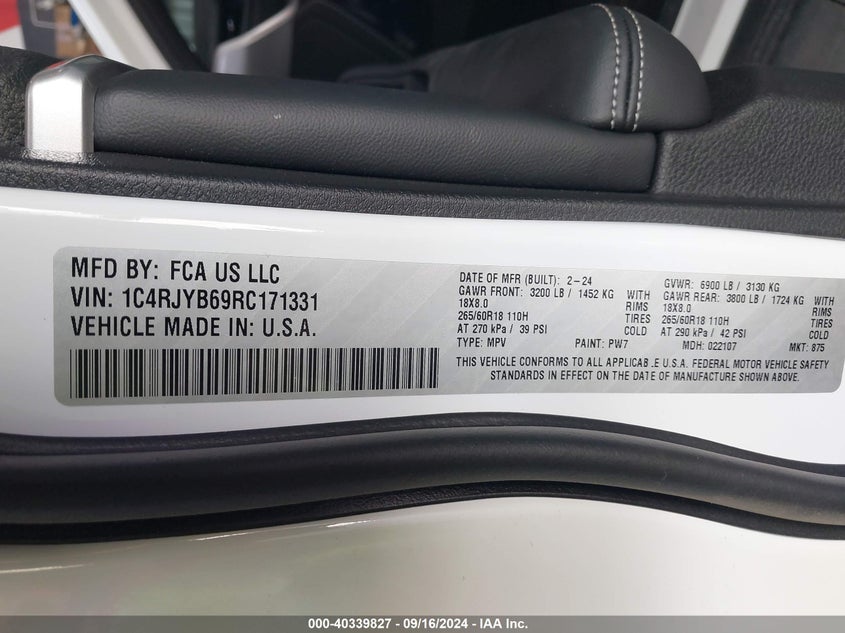 MFD BY: FCA US LLC
VIN: 1C4RJYB69RC171331
VEHICLE MADE IN: U.S.A.
DATE OF MFR (BUILT): 2-24
GAWR FRONT: 3200 LB / 1452 KG WITH
18X8.0 RIMS
265/60R18 110H TIRES
AT 270 kPa / 39 PSI COLD
GVWR: 6900 LB / 3130 KG
GAWR REAR: 3800 LB / 1724 KG WITH
18X8.0 RIMS
265/60R18 110H TIRES
AT 290 kPa / 42 PSI COLD
TYPE: MPV PAINT: PW7 MDH: 022107 MKT: 875
THIS VEHICLE CONFORMS TO ALL APPLICAB.E U.S.A. FEDERAL MOTOR VEHICLE SAFETY
STANDARDS IN EFFECT ON THE DATE OF MANUFACTURE SHOWN ABOVE.
000-40339827 - 09/16/2024 - IAA Inc.